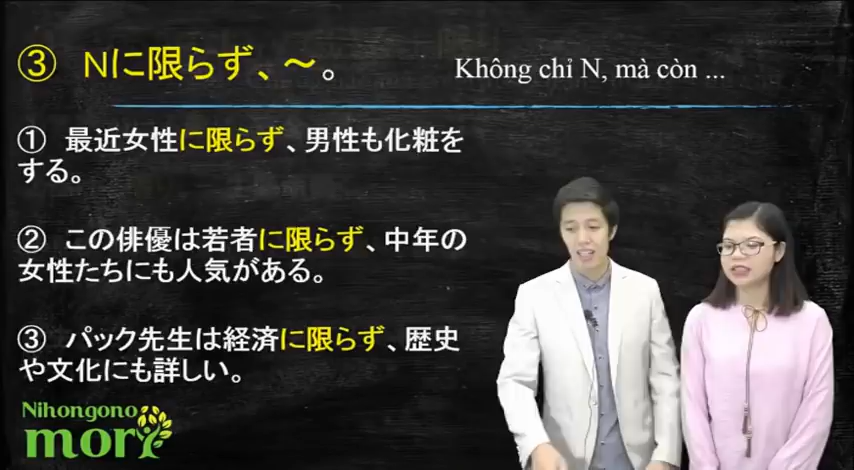 ③ Nに限らず、～。
Không chỉ N, mà còn ...
① 最近女性に限らず、男性も化粧を
する。
② この俳優は若者に限らず、中年の
女性たちにも人気がある。
③ パック先生は経済に限らず、歴史
や文化にも詳しい。
Nihongono
mori